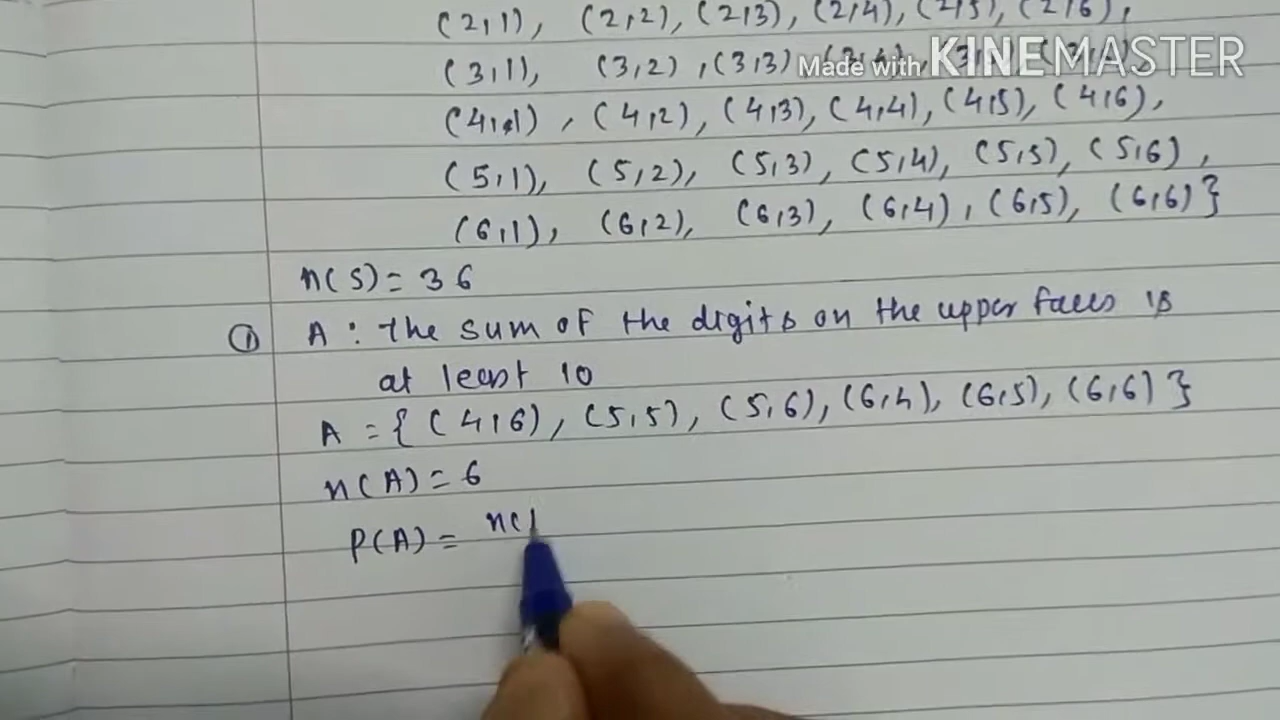 (2,1), (2,2), (2,3), (2,4), (2,5), (2,6),
(3,1), (3,2), (3,3)
Made with KINEMASTER
(4,1), (4,2), (4,3), (4,4), (4,5), (4,6),
(5,1), (5,2), (5,3), (5,4), (5,5), (5,6),
(6,1), (6,2), (6,3), (6,4), (6,5), (6,6)}
n(S) = 36
① A : the sum of the digits on the upper faces is
at least 10
A = {(4,6), (5,5), (5,6), (6,4), (6,5), (6,6)}
n(A) = 6
P(A) = n(